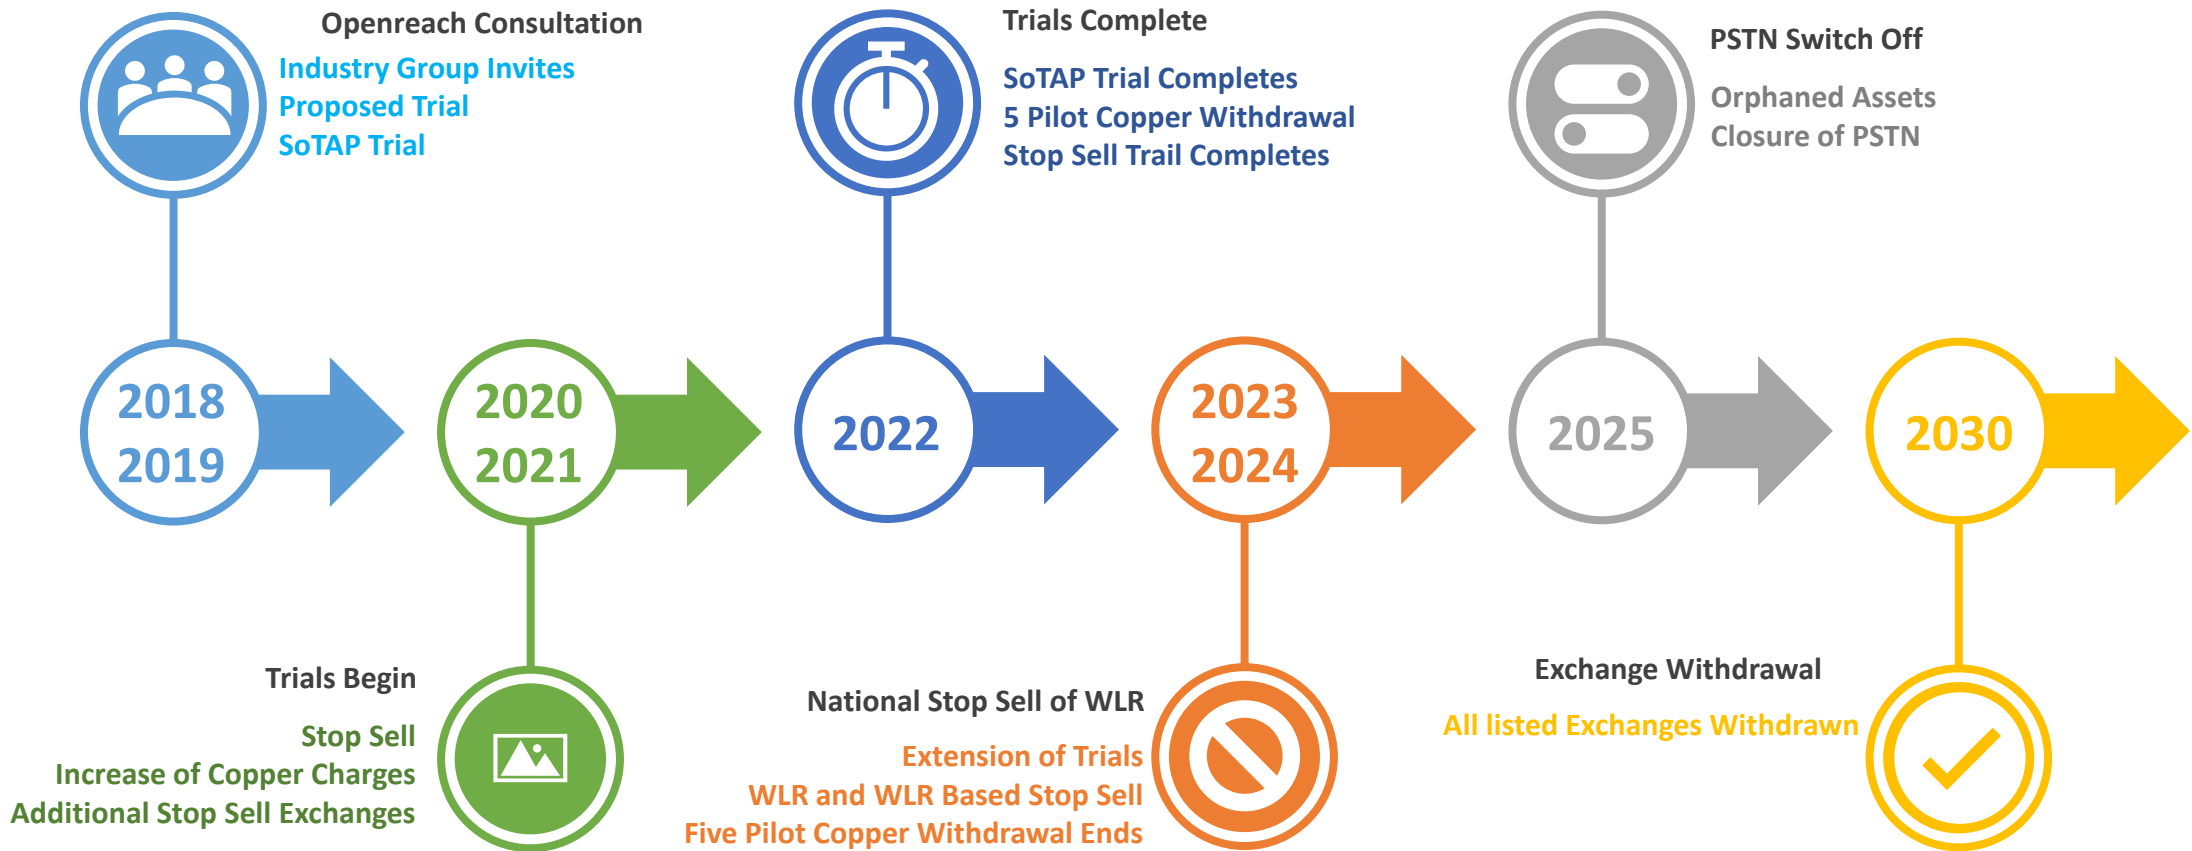 Openreach Consultation
Industry Group Invites
Proposed Trial
SoTAP Trial
Trials Complete
SoTAP Trial Completes
5 Pilot Copper Withdrawal
Stop Sell Trail Completes
PSTN Switch Off
Orphaned Assets
Closure of PSTN
2018
2019
2020
2021
2022
2023
2024
2025
2030
Trials Begin
Stop Sell
Increase of Copper Charges
Additional Stop Sell Exchanges
National Stop Sell of WLR
Extension of Trials
WLR and WLR Based Stop Sell
Five Pilot Copper Withdrawal Ends
Exchange Withdrawal
All listed Exchanges Withdrawn